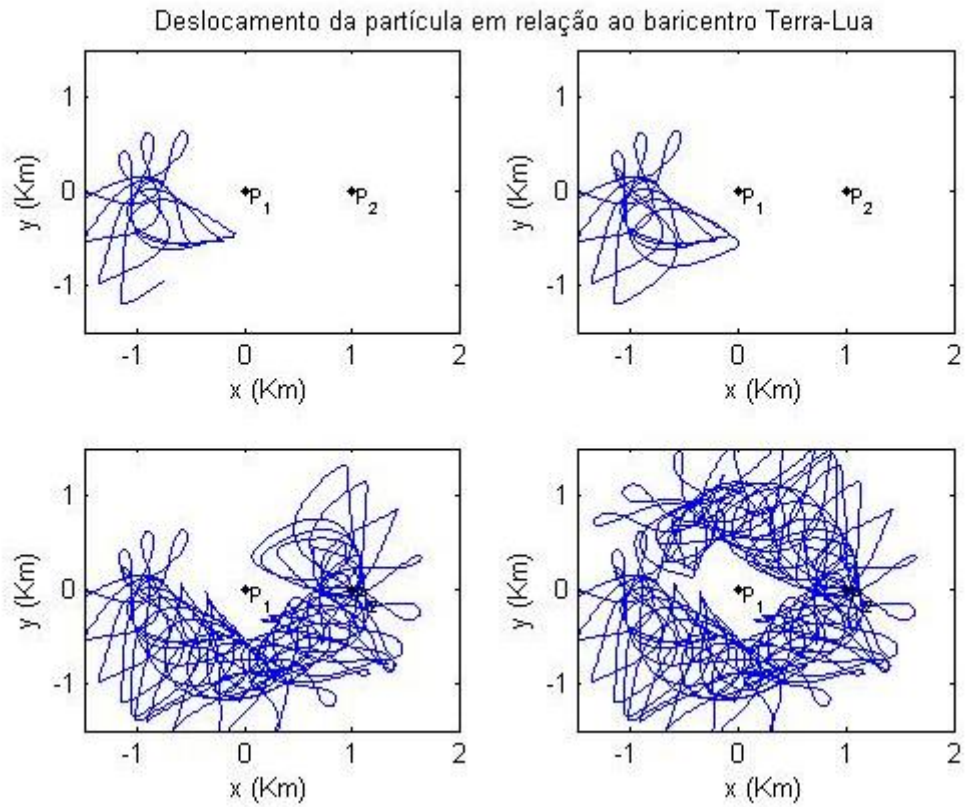 Deslocamento da partícula em relação ao baricentro Terra-Lua
1
0
-1
y (Km)
P1
P2
-1 0 1 2
x (Km)
1
0
-1
y (Km)
P1
P2
-1 0 1 2
x (Km)
1
0
-1
y (Km)
P1
P2
-1 0 1 2
x (Km)
1
0
-1
y (Km)
P1
P2
-1 0 1 2
x (Km)